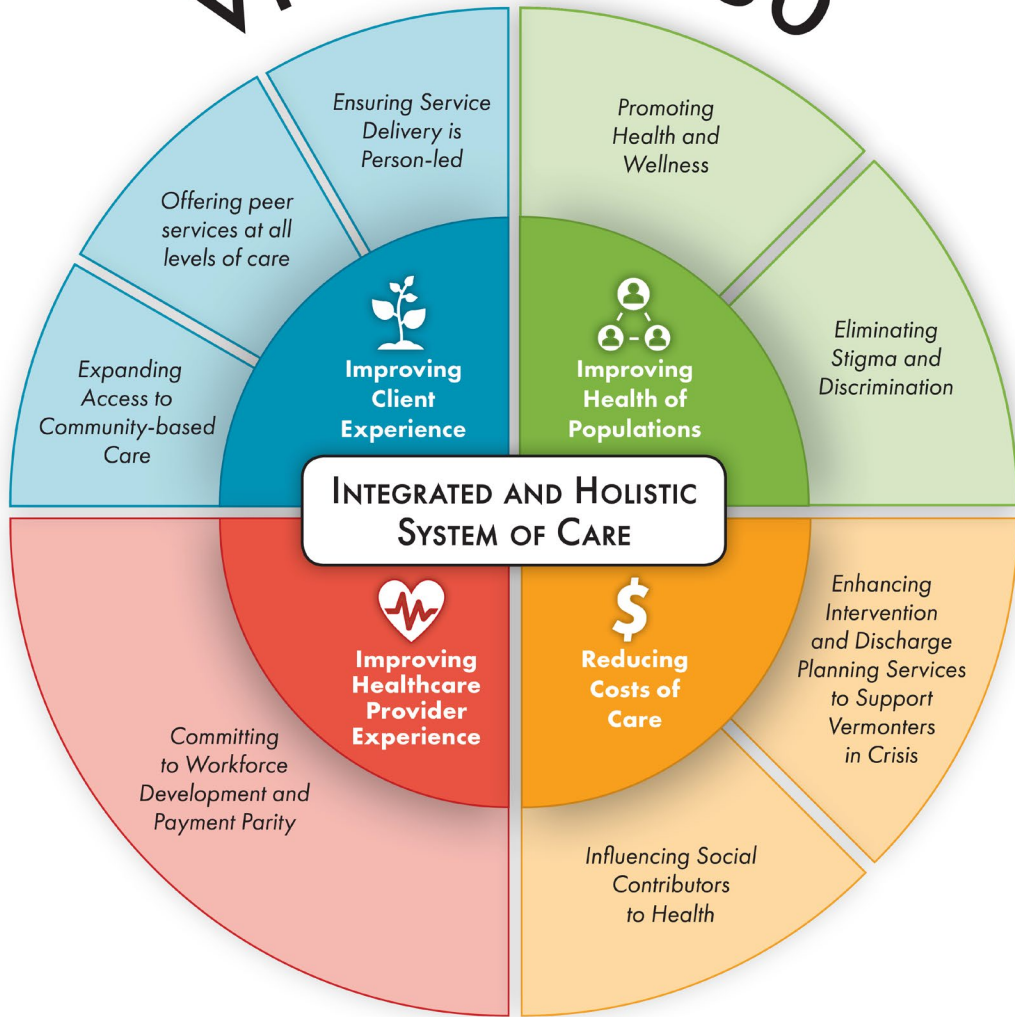 Ensuring Service
Delivery is
Person-led
Offering peer
services at all
levels of care
Expanding
Access to
Community-based
Care
Promoting
Health and
Wellness
Eliminating
Stigma and
Discrimination
Improving
Client
Experience
Improving
Health of
Populations
INTEGRATED AND HOLISTIC
SYSTEM OF CARE
Improving
Healthcare
Provider
Experience
$
Reducing
Costs of
Care
Committing
to Workforce
Development and
Payment Parity
Enhancing
Intervention
and Discharge
Planning Services
to Support
Vermonters
in Crisis
Influencing Social
Contributors
to Health